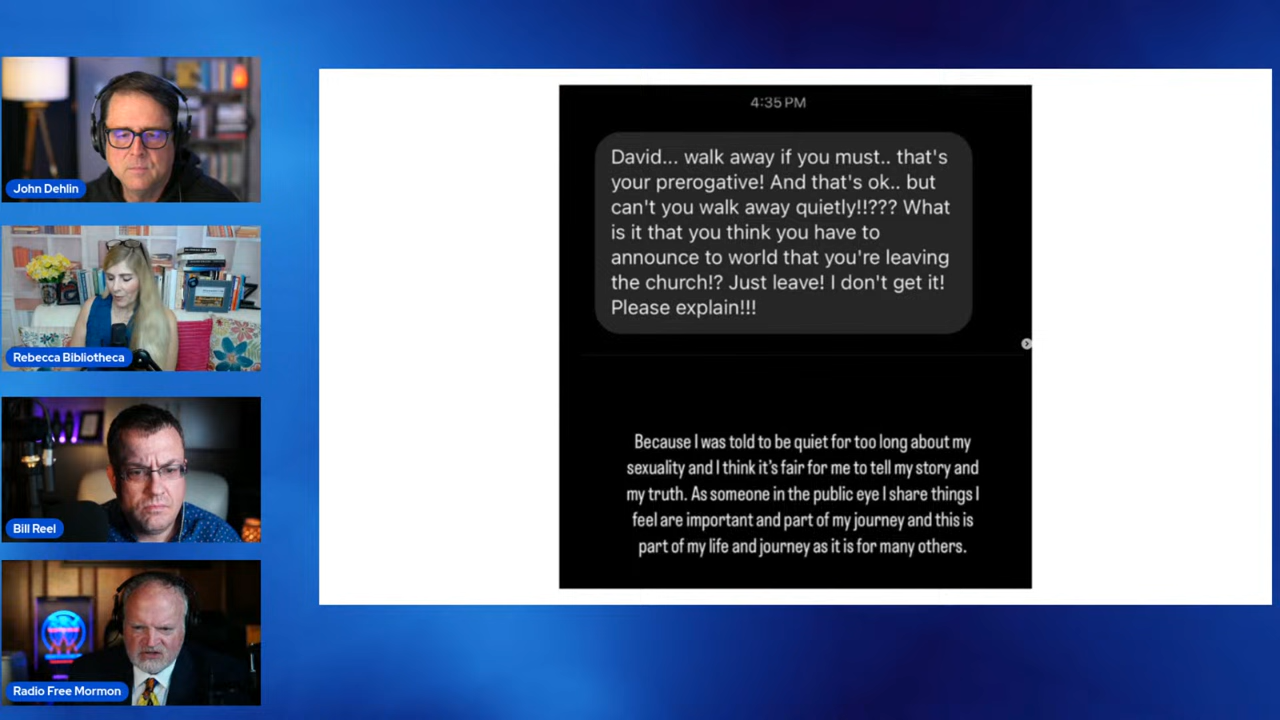 John Dehlin
Rebecca Bibliotheca
Bill Reel
Radio Free Mormon
4:35 PM
David... walk away if you must.. that's
your prerogative! And that's ok.. but
can't you walk away quietly!!??? What
is it that you think you have to
announce to world that you're leaving
the church!? Just leave! I don't get it!
Please explain!!!
Because I was told to be quiet for too long about my
sexuality and I think it's fair for me to tell my story and
my truth. As someone in the public eye I share things I
feel are important and part of my journey and this is
part of my life and journey as it is for many others.